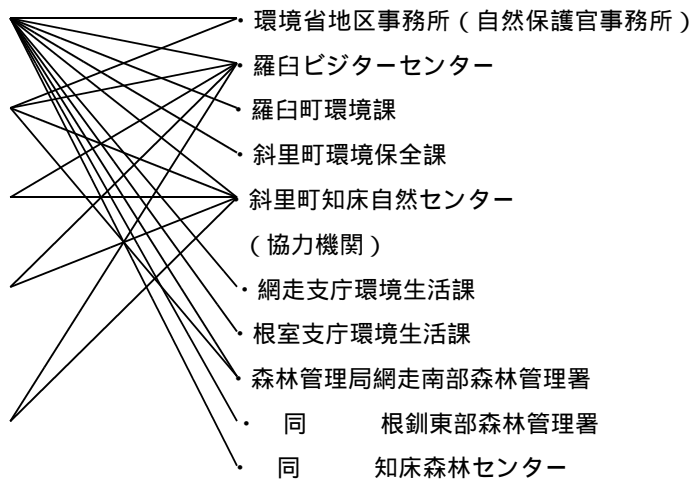 ・環境省地区事務所（自然保護官事務所）
・羅臼ビジターセンター
・羅臼町環境課
・斜里町環境保全課
・斜里町知床自然センター
（協力機関）
・網走支庁環境生活課
・根室支庁環境生活課
・森林管理局網走南部森林管理署
・　同　　　根釧東部森林管理署
・　同　　　知床森林センター